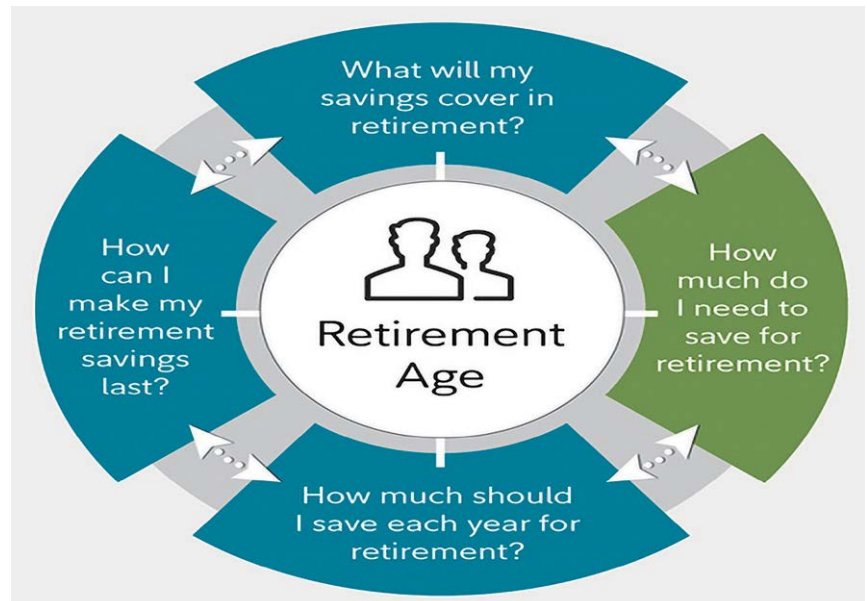 What will my
savings cover in
retirement?
How
can I
make my
retirement
savings
last?
Retirement
Age
How
much do
I need to
save for
retirement?
How much should
I save each year for
retirement?